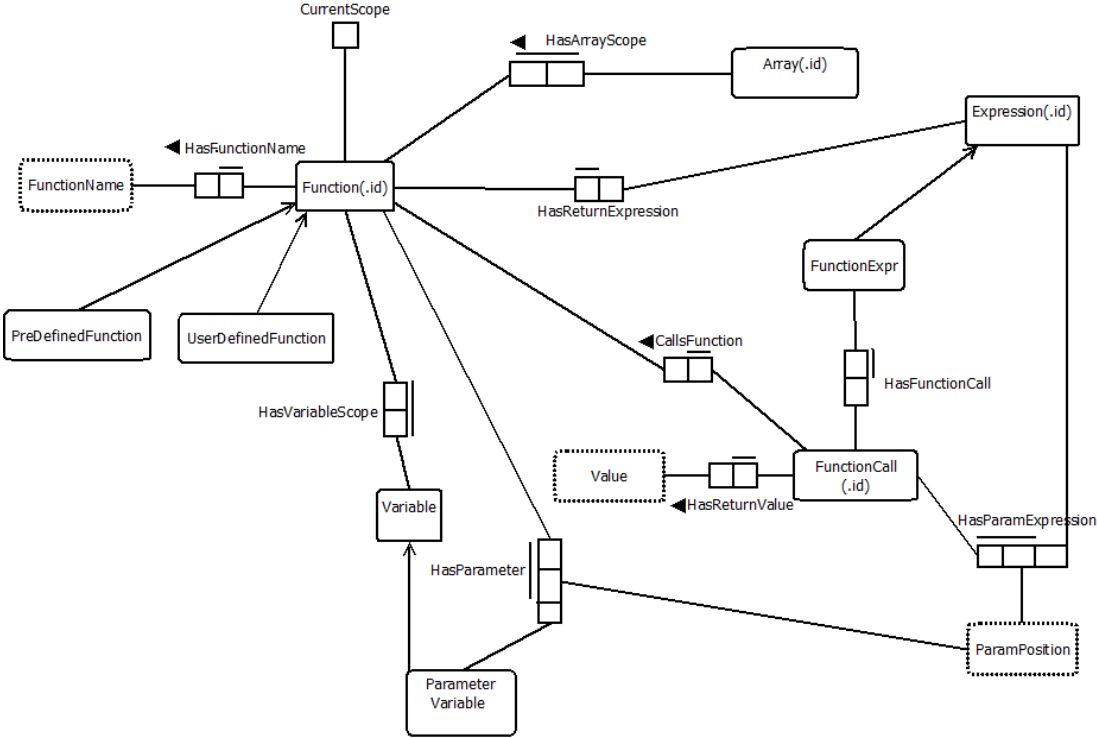 CurrentScope
HasArrayScope
Array(.id)
Expression(.id)
HasFunctionName
FunctionName
Function(.id)
HasReturnExpression
FunctionExpr
PreDefinedFunction
UserDefinedFunction
CallsFunction
HasFunctionCall
HasVariableScope
Value
FunctionCall
(.id)
HasReturnValue
Variable
HasParamExpression
HasParameter
ParamPosition
Parameter
Variable